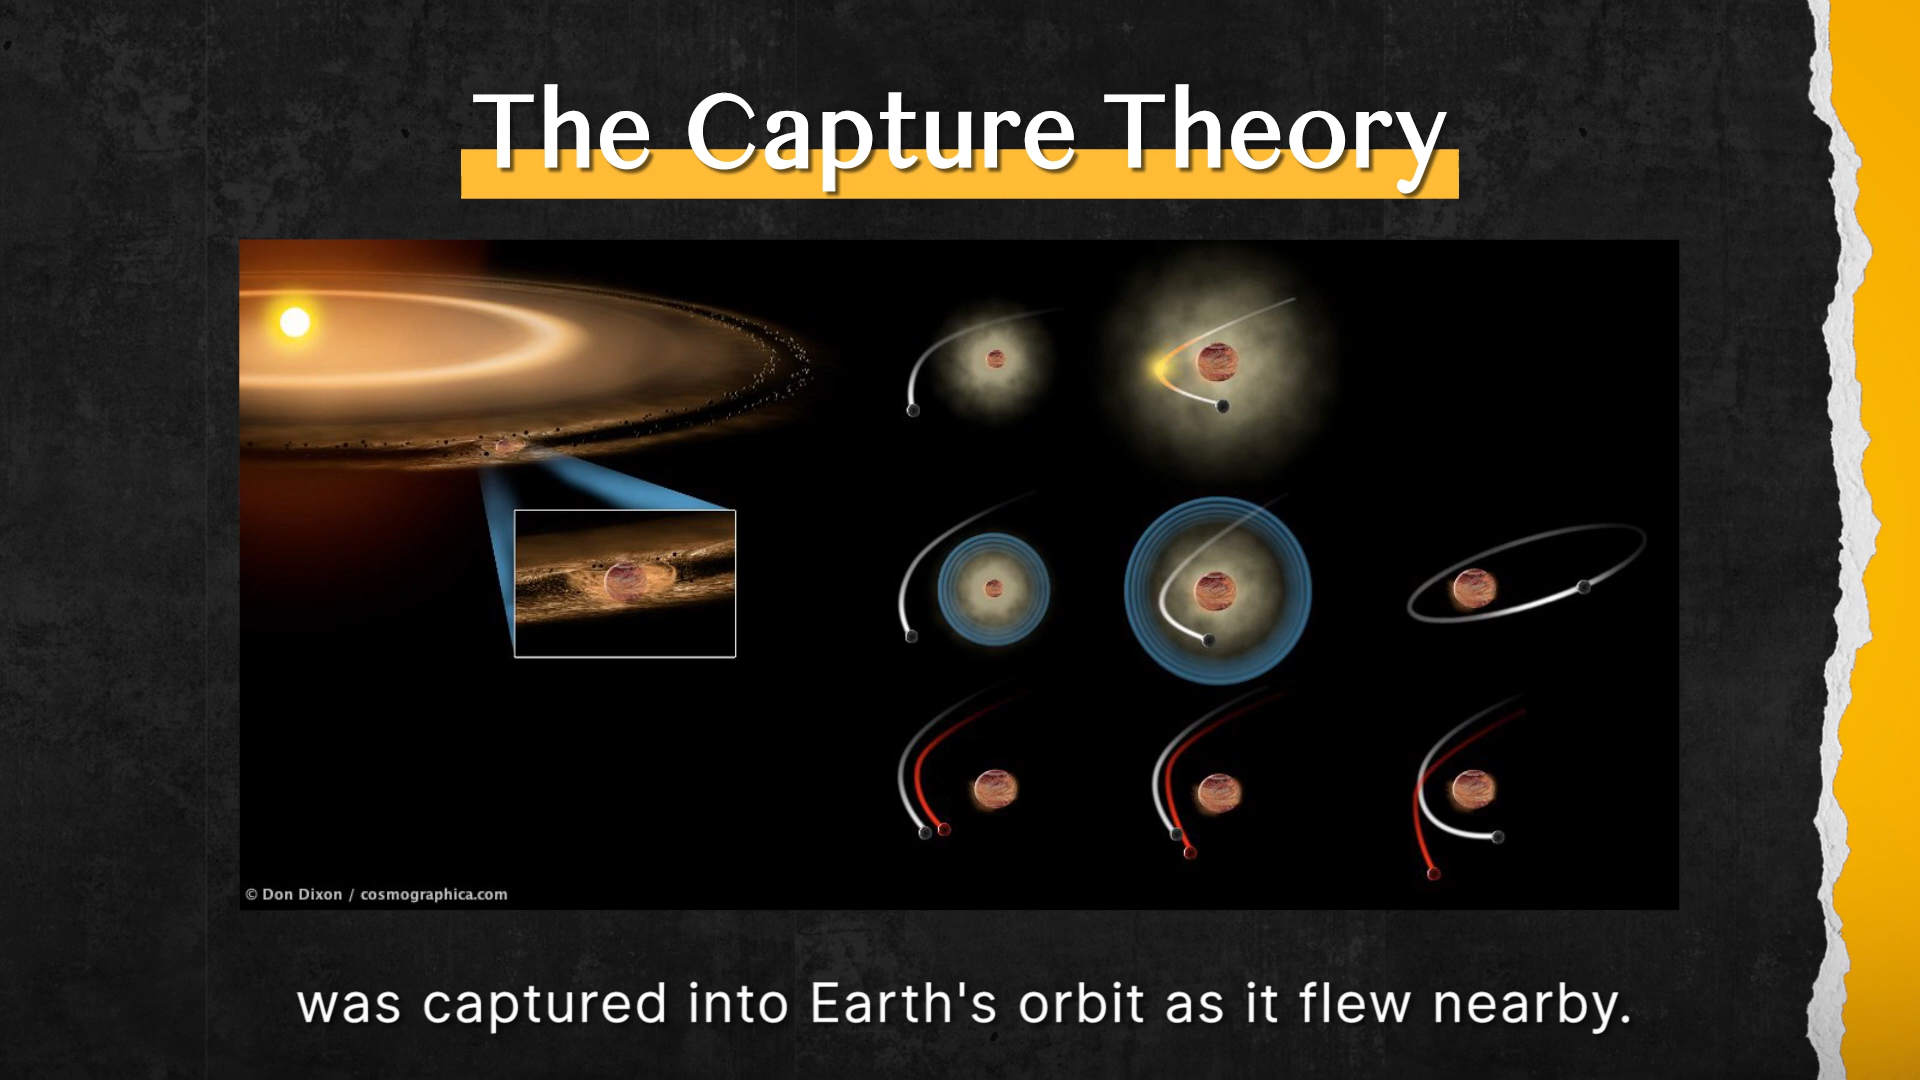 The Capture Theory
© Don Dixon / cosmographica.com
was captured into Earth's orbit as it flew nearby.